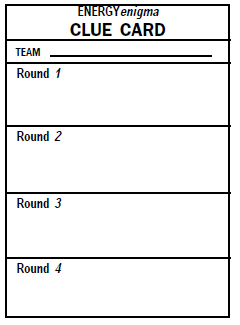 ENERGYenigma
CLUE CARD
TEAM
Round 1
Round 2
Round 3
Round 4